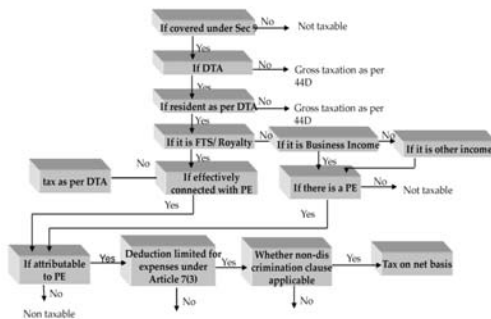 If covered under Sec 9
No
Not taxable
Yes
If DTA
No
Gross taxation as per
44D
Yes
If resident as per DTA
No
Gross taxation as per
44D
Yes
If it is FTS/ Royalty
No
If it is Business Income
No
If it is other income
Yes
Yes
No
tax as per DTA
If effectively
connected with PE
If there is a PE
No
Not taxable
Yes
Yes
If attributable
to PE
Yes
Deduction limited for
expenses under
Article 7(3)
Yes
Whether non-dis
crimination clause
applicable
Yes
Tax on net basis
No
Non taxable
No
No